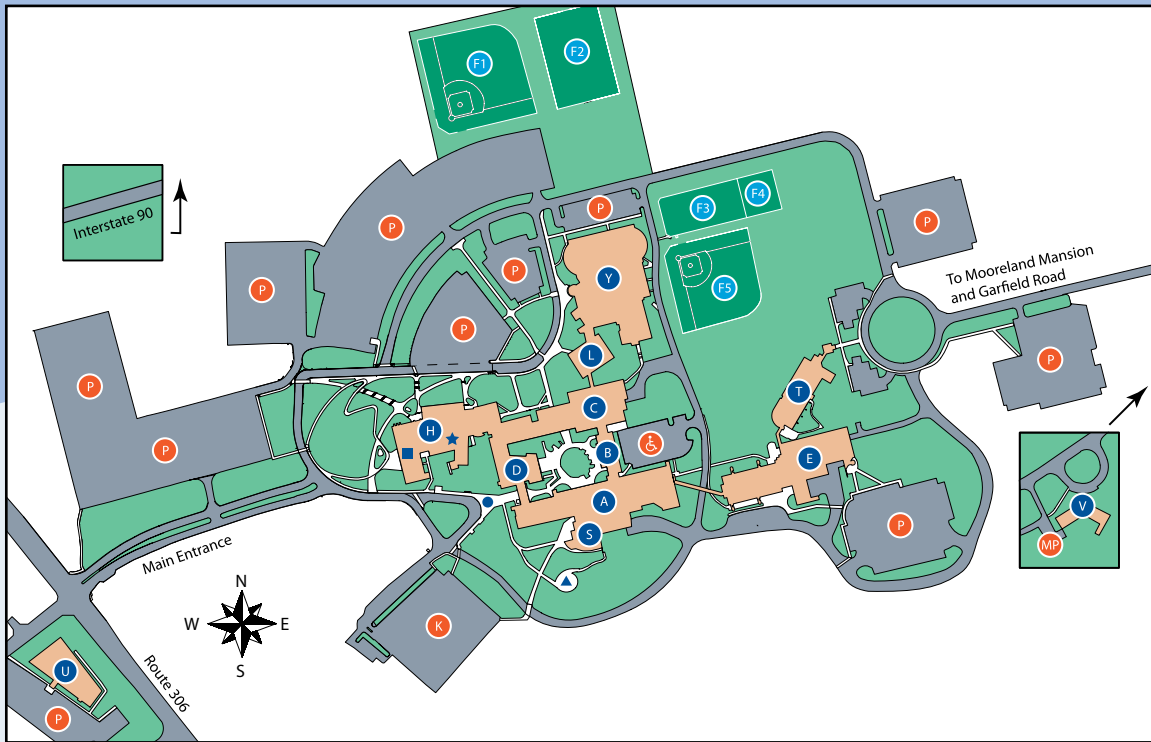 F1
F2
Interstate 90
P
P
F3
F4
P
P
P
Y
F5
To Mooreland Mansion
and Garfield Road
P
P
L
P
P
T
C
H
P
B
E
D
A
S
P
V
MP
Main Entrance
N
W
E
S
K
U
Route 306
P